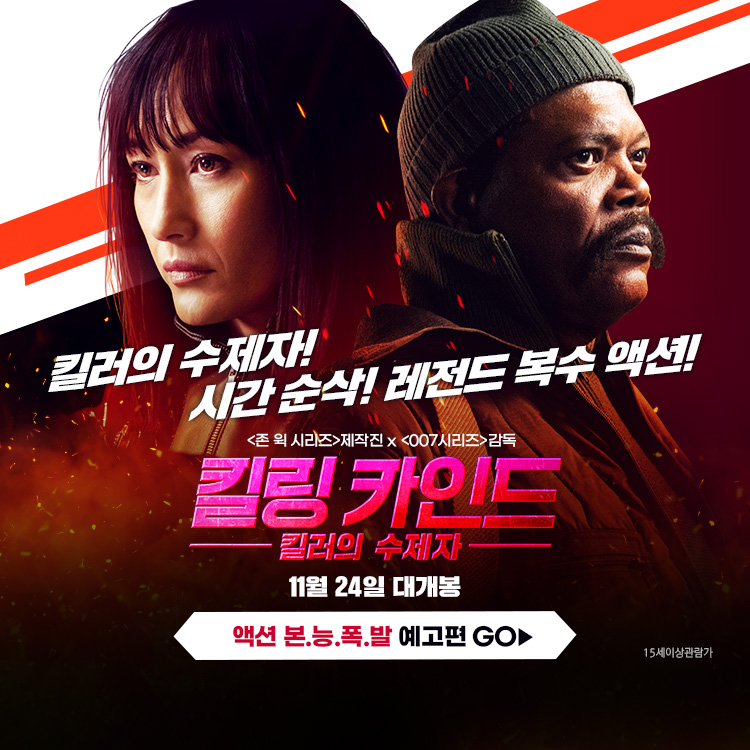 킬러의 수제자!
시간 순삭! 레전드 복수 액션!
<존 윅 시리즈>제작진 x <007시리즈>감독
킬링 카인드
킬러의 수제자
11월 24일 대개봉
액션 본.능.폭.발 예고편 GO▶
15세이상관람가